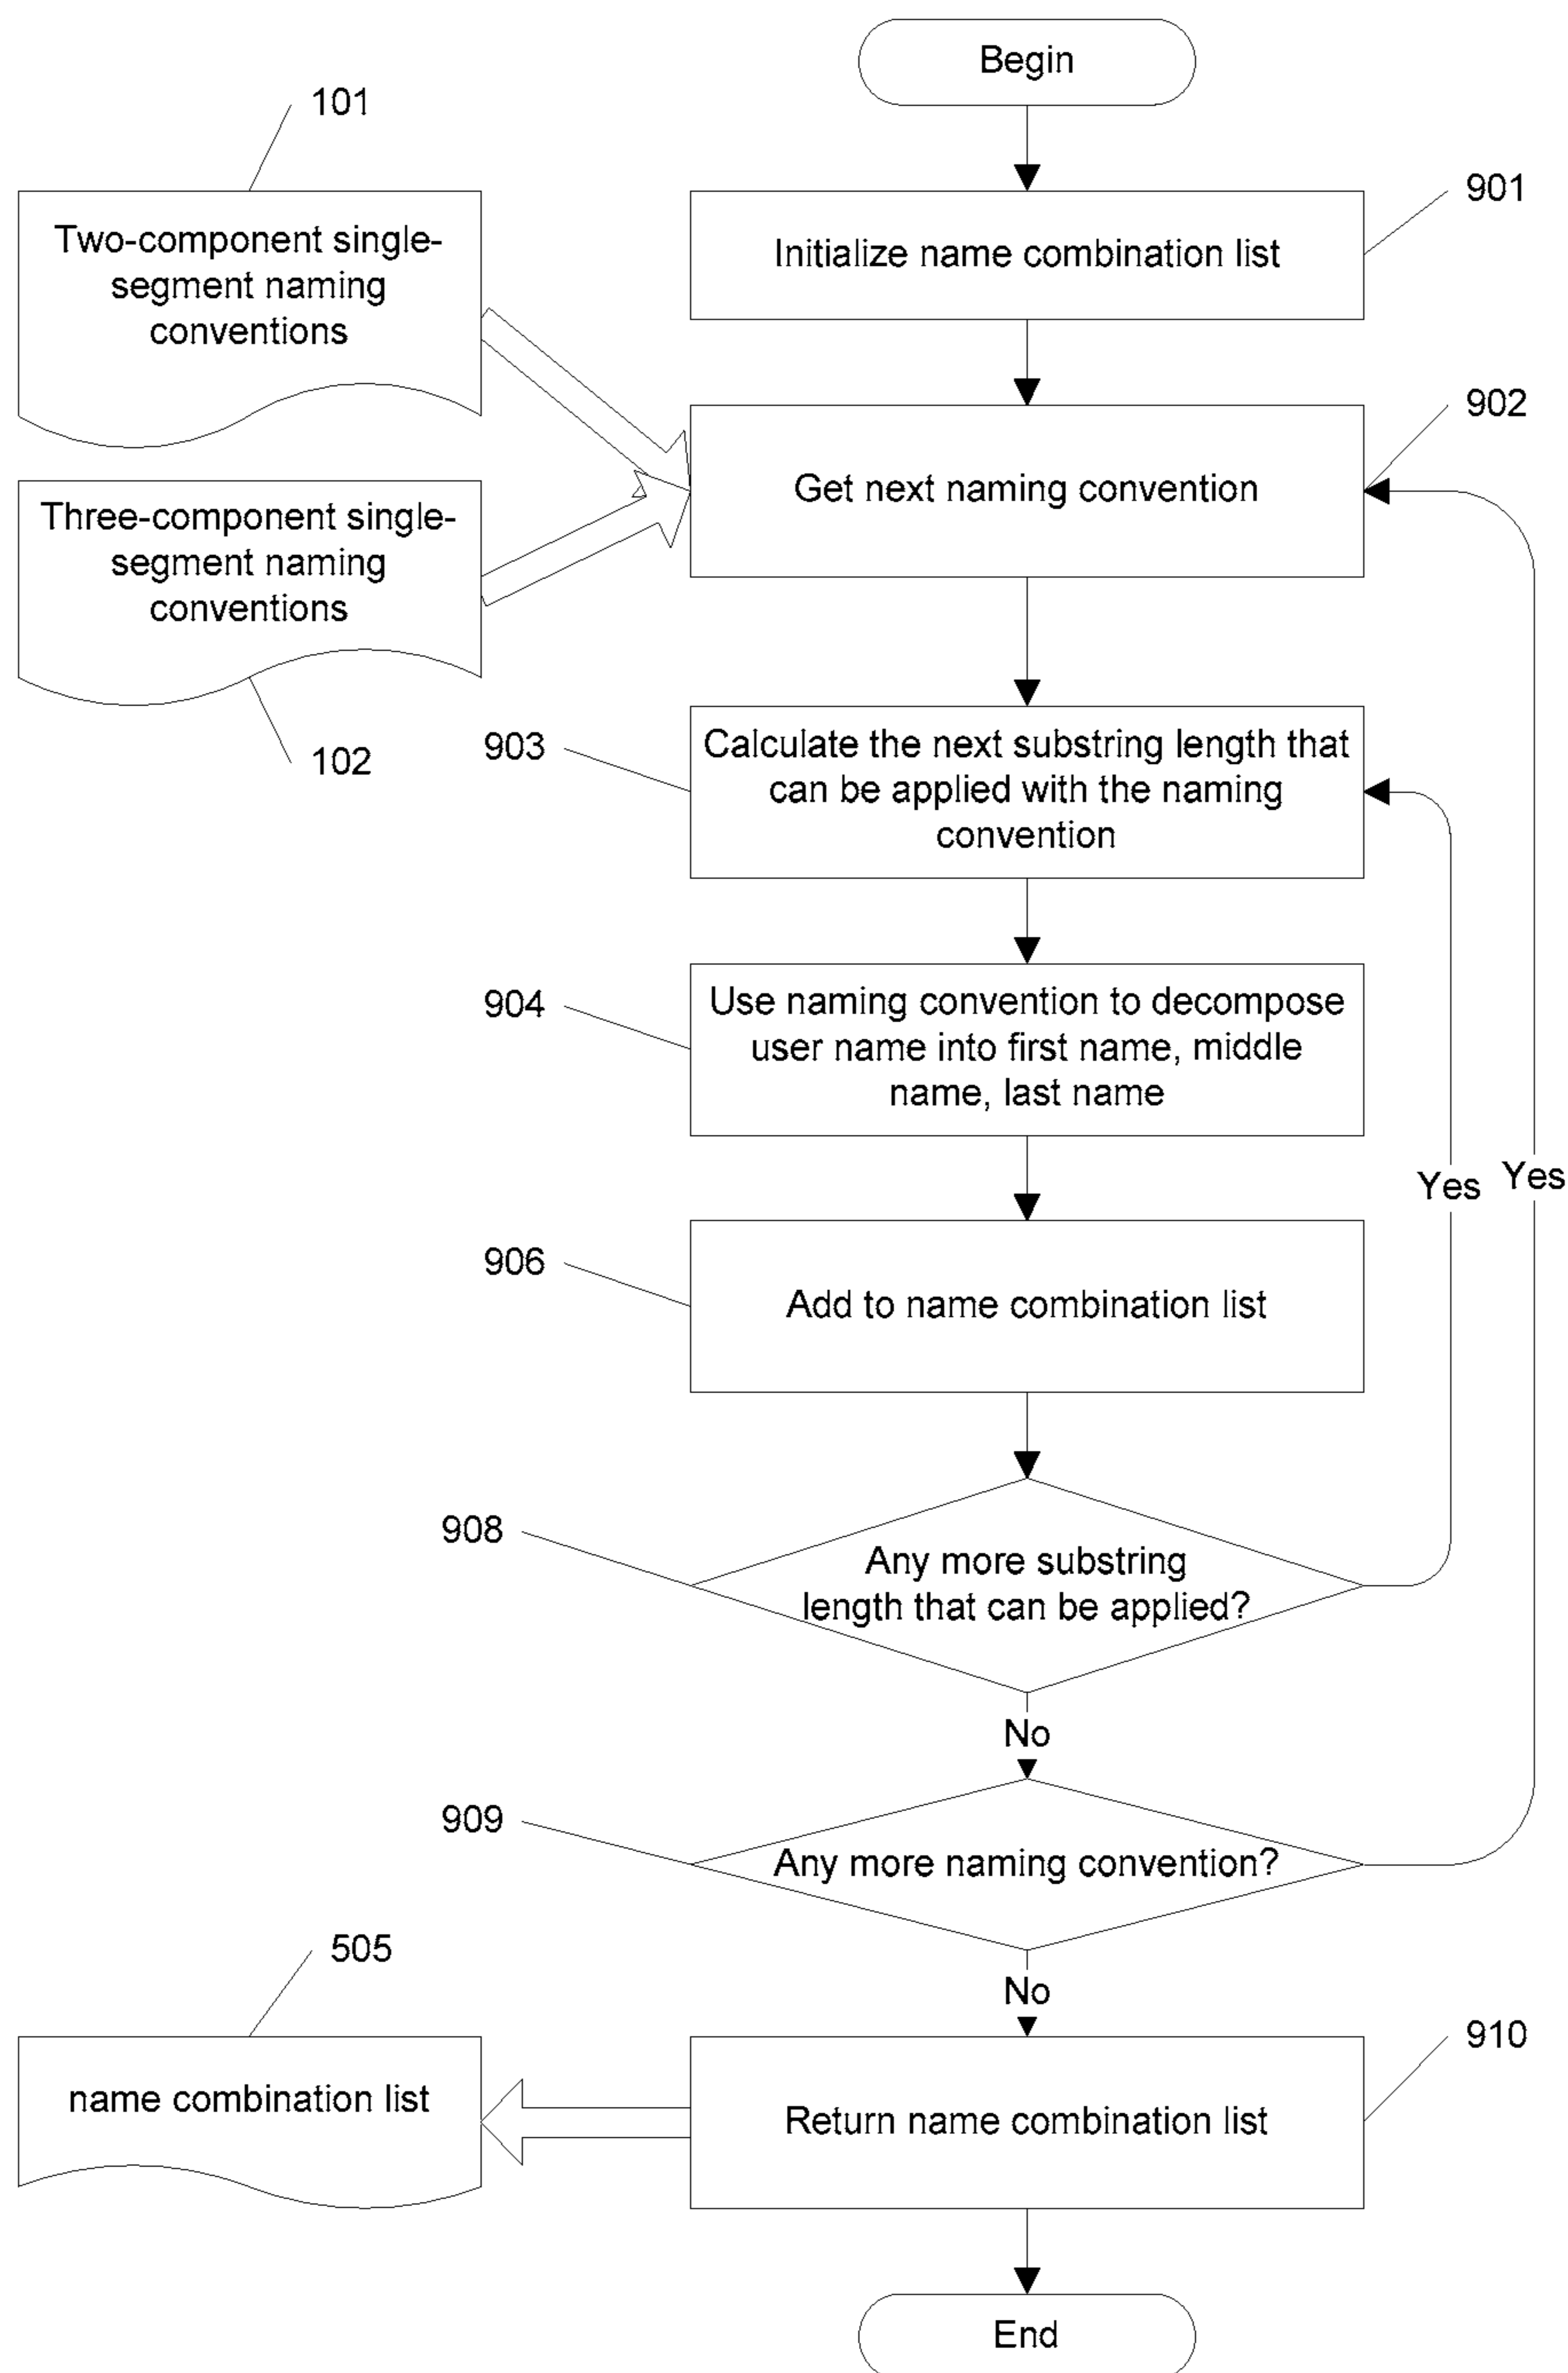 Begin
101
901
Two-component single-
segment naming
conventions
Initialize name combination list
902
Get next naming convention
Three-component single-
segment naming
conventions
102
903
Calculate the next substring length that
can be applied with the naming
convention
904
Use naming convention to decompose
user name into first name, middle
name, last name
Yes
Yes
906
Add to name combination list
908
Any more substring
length that can be applied?
No
909
Any more naming convention?
505
No
910
name combination list
Return name combination list
End